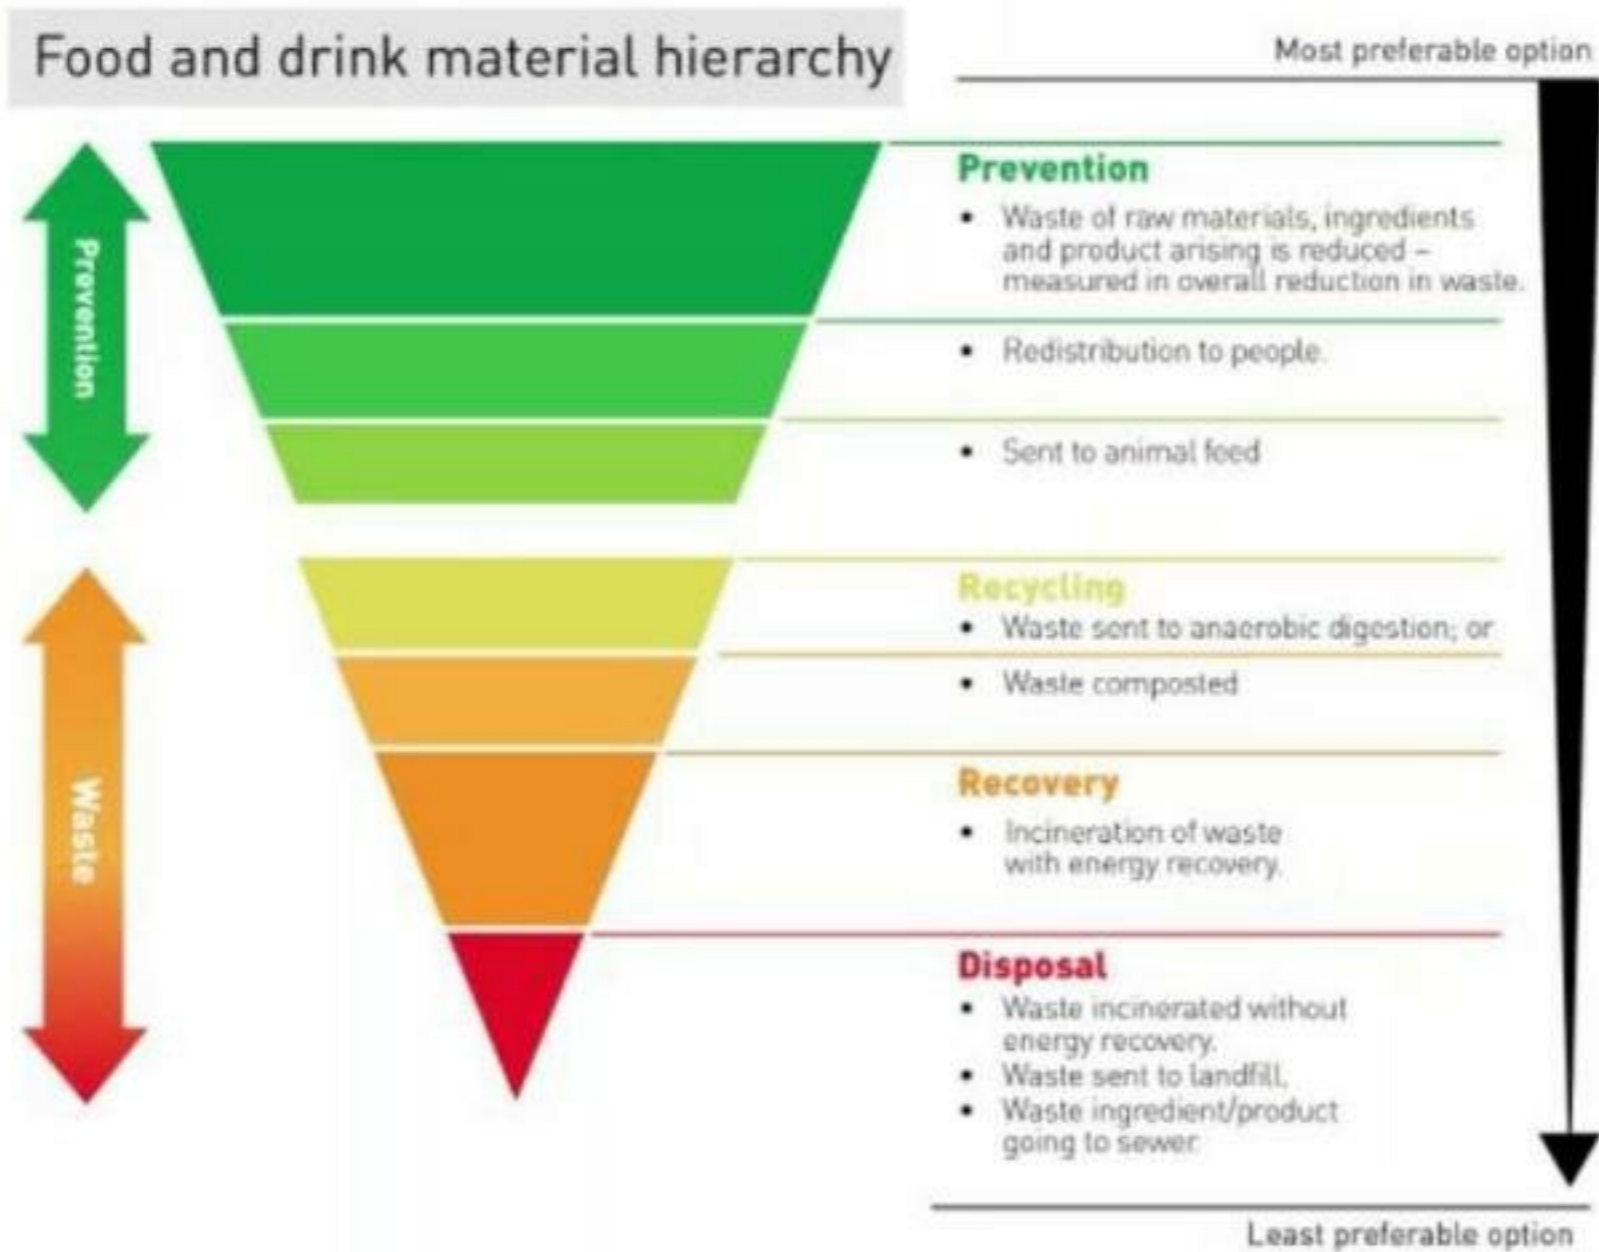 Food and drink material hierarchy
Most preferable option
Prevention
Prevention
• Waste of raw materials, ingredients
and product arising is reduced –
measured in overall reduction in waste.
• Redistribution to people.
• Sent to animal feed
Waste
Recycling
• Waste sent to anaerobic digestion; or
• Waste composted
Recovery
• Incineration of waste
with energy recovery.
Disposal
• Waste incinerated without
energy recovery.
• Waste sent to landfill.
• Waste ingredient/product
going to sewer.
Least preferable option